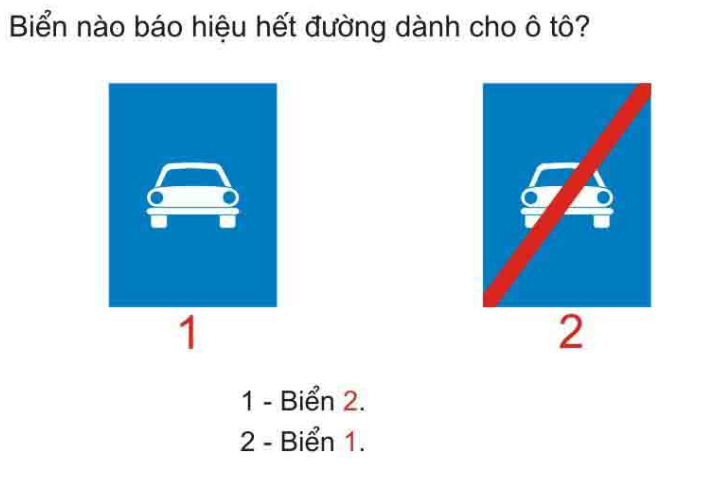 Biển nào báo hiệu hết đường dành cho ô tô?
1 2
1 - Biển 2.
2 - Biển 1.